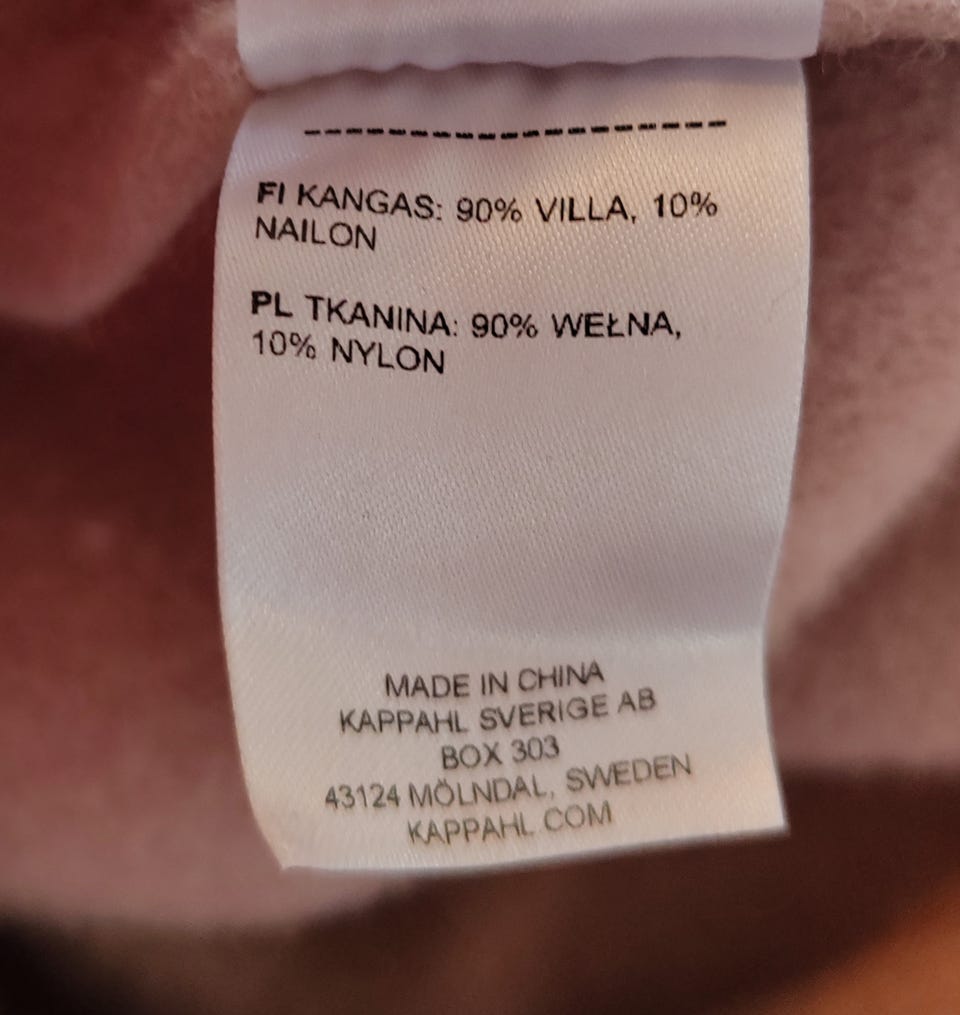 FI KANGAS: 90% VILLA, 10%
NAILON
PL TKANINA: 90% WEŁNA,
10% NYLON
MADE IN CHINA
KAPPAHL SVERIGE AB
BOX 303
43124 MÖLNDAL, SWEDEN
KAPPAHL.COM